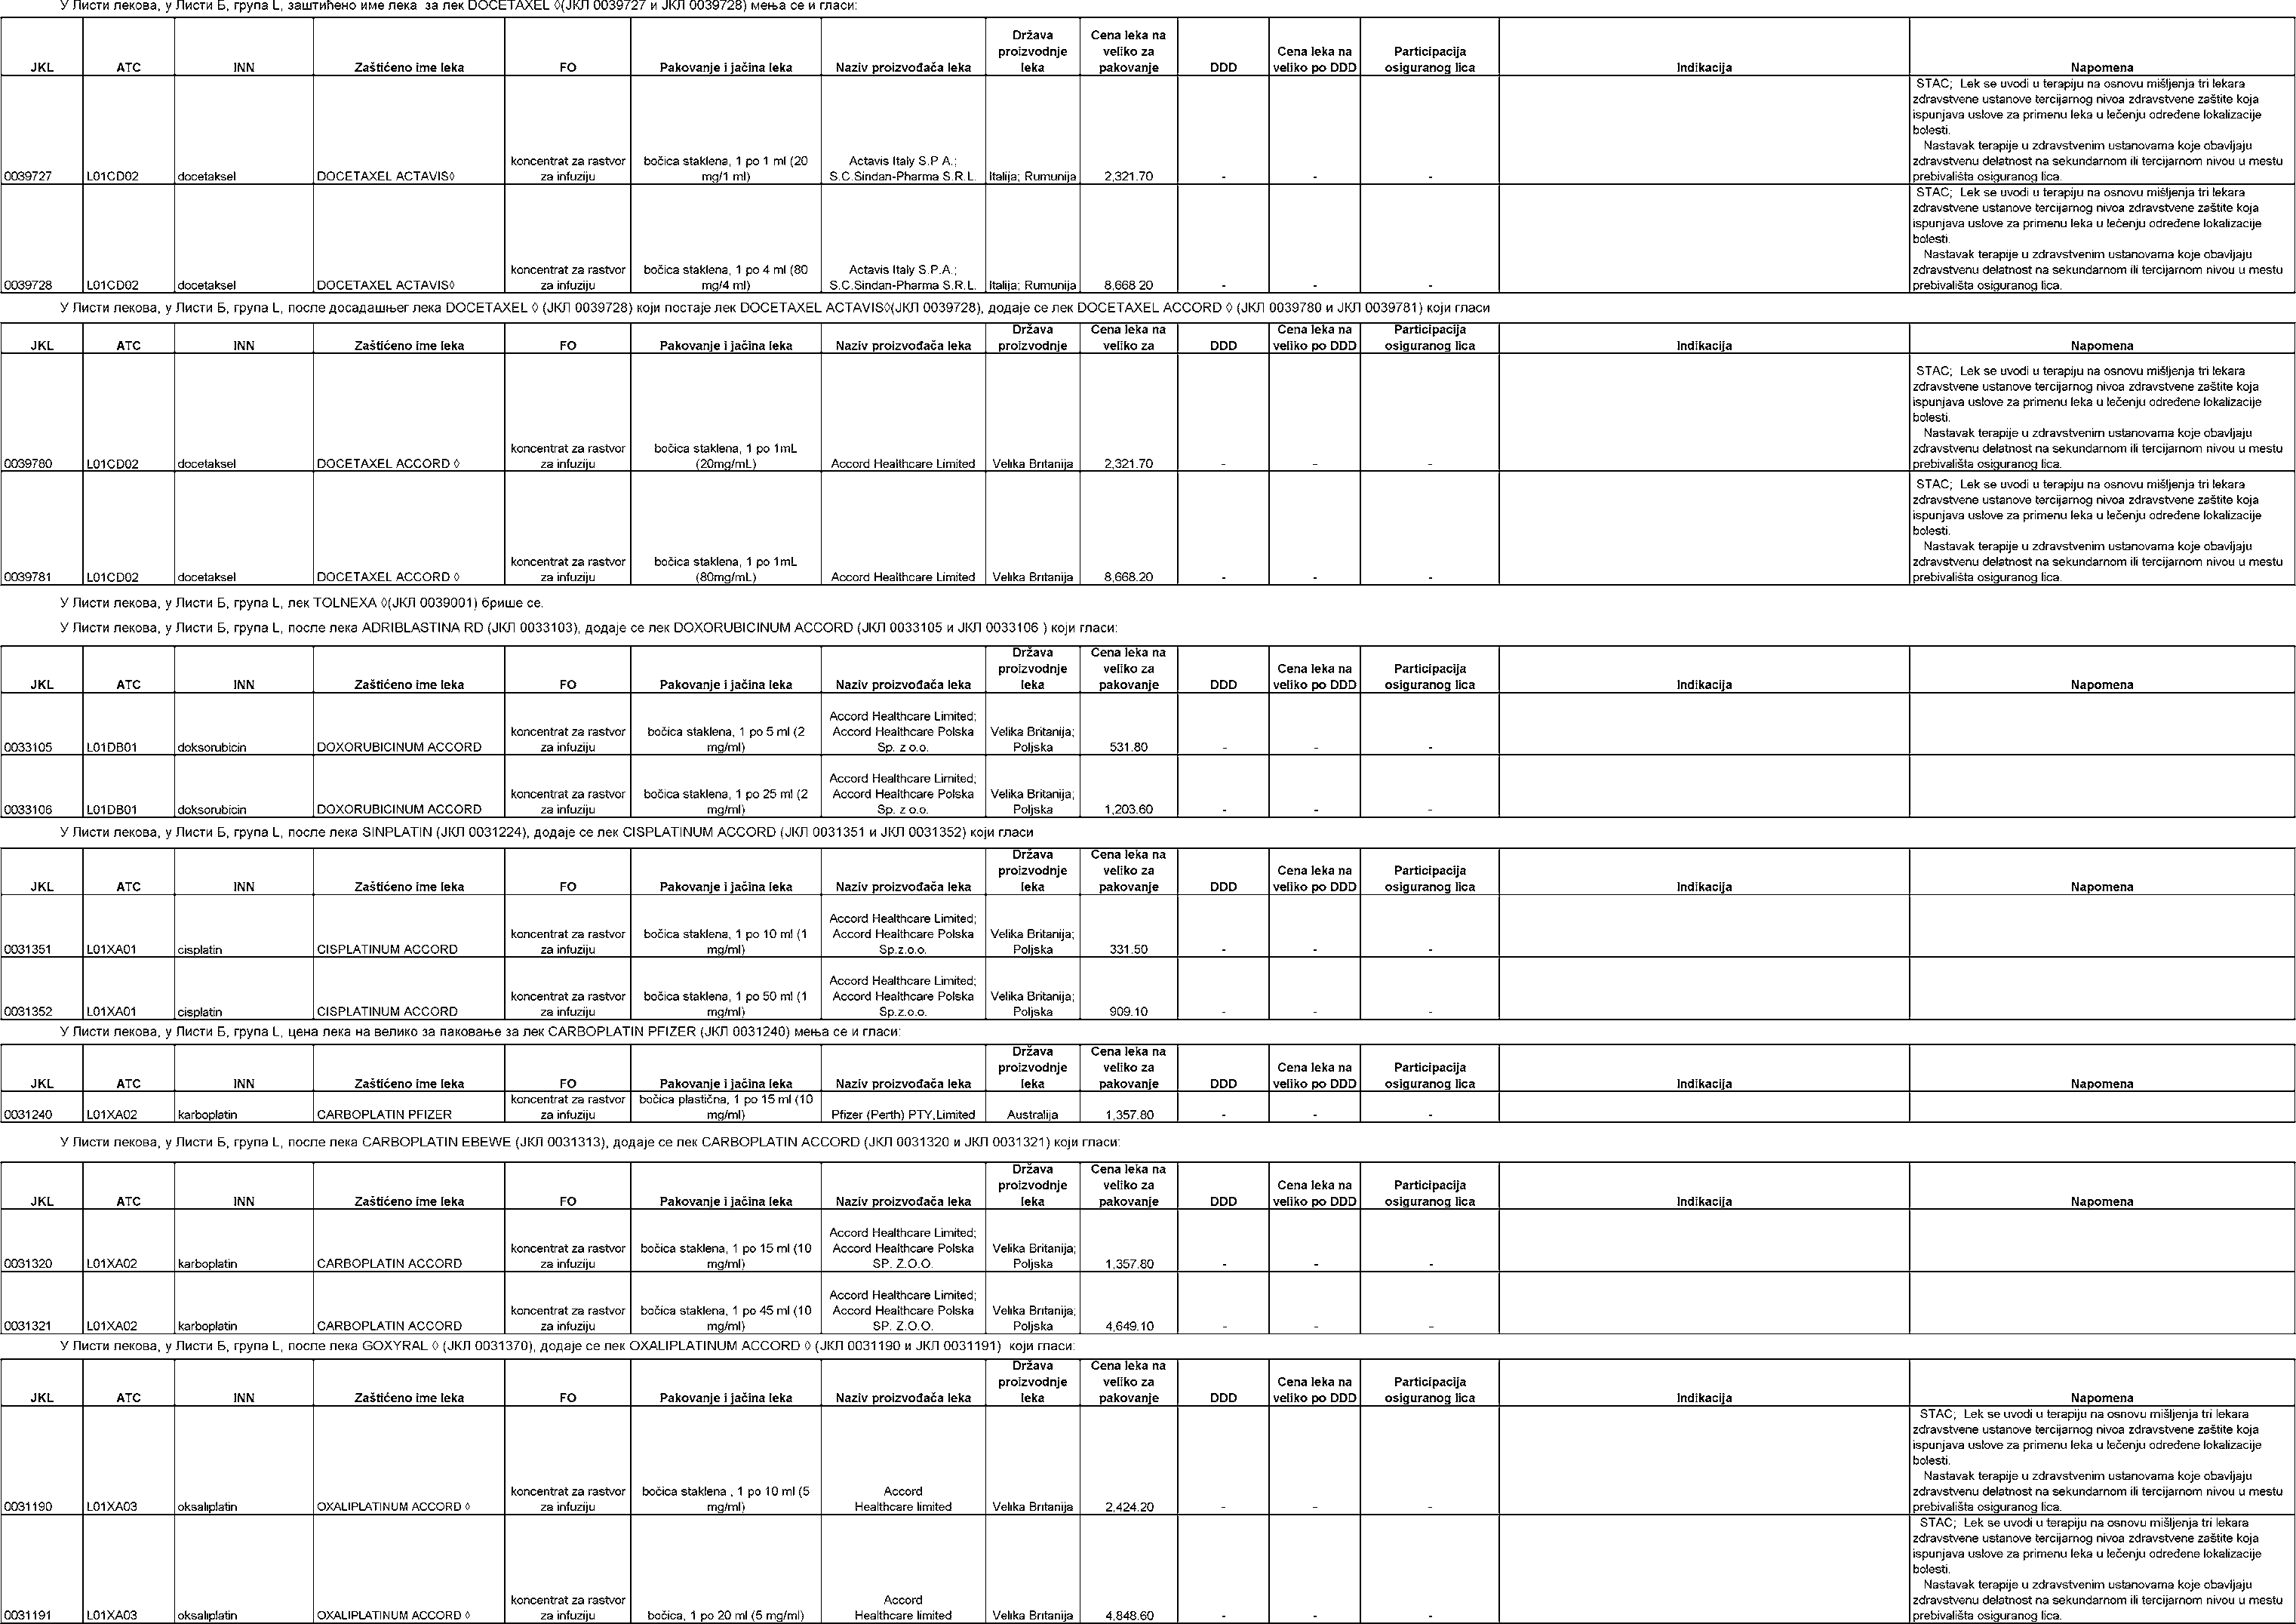 У Листи лекова, у Листи Б, група L, заштићено име лека за лек DOCETAXEL ◊(ЈКЛ 0039727 и ЈКЛ 0039728) мења се и гласи:
JKL ATC INN Zaštićeno ime leka FO Pakovanje i jačina leka Naziv proizvođača leka Država proizvodnje leka Cena leka na veliko za pakovanje DDD Cena leka na veliko po DDD Participacija osiguranog lica Indikacija Napomena
0039727 L01CD02 docetaksel DOCETAXEL ACTAVIS◊ koncentrat za rastvor za infuziju bočica staklena, 1 po 1 ml (20 mg/1 ml) Actavis Italy S.P.A.; S.C.Sindan-Pharma S.R.L. Italija; Rumunija 2,321.70 - - - STAC; Lek se uvodi u terapiju na osnovu mišljenja tri lekara
zdravstvene ustanove tercijarnog nivoa zdravstvene zaštite koja
ispunjava uslove za primenu leka u lečenju određene lokalizacije
bolesti.
Nastavak terapije u zdravstvenim ustanovama koje obavljaju
zdravstvenu delatnost na sekundarnom ili tercijarnom nivou u mestu
prebivališta osiguranog lica.
0039728 L01CD02 docetaksel DOCETAXEL ACTAVIS◊ koncentrat za rastvor za infuziju bočica staklena, 1 po 4 ml (80 mg/4 ml) Actavis Italy S.P.A.; S.C.Sindan-Pharma S.R.L. Italija; Rumunija 8,668.20 - - - STAC; Lek se uvodi u terapiju na osnovu mišljenja tri lekara
zdravstvene ustanove tercijarnog nivoa zdravstvene zaštite koja
ispunjava uslove za primenu leka u lečenju određene lokalizacije
bolesti.
Nastavak terapije u zdravstvenim ustanovama koje obavljaju
zdravstvenu delatnost na sekundarnom ili tercijarnom nivou u mestu
prebivališta osiguranog lica.
У Листи лекова, у Листи Б, група L, после досадашњег лека DOCETAXEL ◊ (ЈКЛ 0039728) који постаје лек DOCETAXEL ACTAVIS◊(ЈКЛ 0039728), додаје се лек DOCETAXEL ACCORD ◊ (ЈКЛ 0039780 и ЈКЛ 0039781) који гласи
JKL ATC INN Zaštićeno ime leka FO Pakovanje i jačina leka Naziv proizvođača leka Država proizvodnje Cena leka na veliko za DDD Cena leka na veliko po DDD Participacija osiguranog lica Indikacija Napomena
0039780 L01CD02 docetaksel DOCETAXEL ACCORD ◊ koncentrat za rastvor za infuziju bočica staklena, 1 po 1mL (20mg/mL) Accord Healthcare Limited Velika Britanija 2,321.70 - - - STAC; Lek se uvodi u terapiju na osnovu mišljenja tri lekara
zdravstvene ustanove tercijarnog nivoa zdravstvene zaštite koja
ispunjava uslove za primenu leka u lečenju određene lokalizacije
bolesti.
Nastavak terapije u zdravstvenim ustanovama koje obavljaju
zdravstvenu delatnost na sekundarnom ili tercijarnom nivou u mestu
prebivališta osiguranog lica.
0039781 L01CD02 docetaksel DOCETAXEL ACCORD ◊ koncentrat za rastvor za infuziju bočica staklena, 1 po 1mL (80mg/mL) Accord Healthcare Limited Velika Britanija 8,668.20 - - - STAC; Lek se uvodi u terapiju na osnovu mišljenja tri lekara
zdravstvene ustanove tercijarnog nivoa zdravstvene zaštite koja
ispunjava uslove za primenu leka u lečenju određene lokalizacije
bolesti.
Nastavak terapije u zdravstvenim ustanovama koje obavljaju
zdravstvenu delatnost na sekundarnom ili tercijarnom nivou u mestu
prebivališta osiguranog lica.
У Листи лекова, у Листи Б, група L, лек TOLNEXA ◊(ЈКЛ 0039001) брише се.
У Листи лекова, у Листи Б, група L, после лека ADRIBLASTINA RD (ЈКЛ 0033103), додаје се лек DOXORUBICINUM ACCORD (ЈКЛ 0033105 и ЈКЛ 0033106 ) који гласи:
JKL ATC INN Zaštićeno ime leka FO Pakovanje i jačina leka Naziv proizvođača leka Država proizvodnje leka Cena leka na veliko za pakovanje DDD Cena leka na veliko po DDD Participacija osiguranog lica Indikacija Napomena
0033105 L01DB01 doksorubicin DOXORUBICINUM ACCORD koncentrat za rastvor za infuziju bočica staklena, 1 po 5 ml (2 mg/ml) Accord Healthcare Limited; Accord Healthcare Polska Sp. z o.o. Velika Britanija; Poljska 531.80 - - -
0033106 L01DB01 doksorubicin DOXORUBICINUM ACCORD koncentrat za rastvor za infuziju bočica staklena, 1 po 25 ml (2 mg/ml) Accord Healthcare Limited; Accord Healthcare Polska Sp. z o.o. Velika Britanija; Poljska 1,203.60 - - -
У Листи лекова, у Листи Б, група L, после лека SINPLATIN (ЈКЛ 0031224), додаје се лек CISPLATINUM ACCORD (ЈКЛ 0031351 и ЈКЛ 0031352) који гласи
JKL ATC INN Zaštićeno ime leka FO Pakovanje i jačina leka Naziv proizvođača leka Država proizvodnje leka Cena leka na veliko za pakovanje DDD Cena leka na veliko po DDD Participacija osiguranog lica Indikacija Napomena
0031351 L01XA01 cisplatin CISPLATINUM ACCORD koncentrat za rastvor za infuziju bočica staklena, 1 po 10 ml (1 mg/ml) Accord Healthcare Limited; Accord Healthcare Polska Sp.z.o.o. Velika Britanija; Poljska 331.50 - - -
0031352 L01XA01 cisplatin CISPLATINUM ACCORD koncentrat za rastvor za infuziju bočica staklena, 1 po 50 ml (1 mg/ml) Accord Healthcare Limited; Accord Healthcare Polska Sp.z.o.o. Velika Britanija; Poljska 909.10 - - -
У Листи лекова, у Листи Б, група L, цена лека на велико за паковање за лек CARBOPLATIN PFIZER (ЈКЛ 0031240) мења се и гласи:
JKL ATC INN Zaštićeno ime leka FO Pakovanje i jačina leka Naziv proizvođača leka Država proizvodnje leka Cena leka na veliko za pakovanje DDD Cena leka na veliko po DDD Participacija osiguranog lica Indikacija Napomena
0031240 L01XA02 karboplatin CARBOPLATIN PFIZER koncentrat za rastvor za infuziju bočica plastična, 1 po 15 ml (10 mg/ml) Pfizer (Perth) PTY,Limited Australija 1,357.80 - - -
У Листи лекова, у Листи Б, група L, после лека CARBOPLATIN EBEWE (ЈКЛ 0031313), додаје се лек CARBOPLATIN ACCORD (ЈКЛ 0031320 и ЈКЛ 0031321) који гласи:
JKL ATC INN Zaštićeno ime leka FO Pakovanje i jačina leka Naziv proizvođača leka Država proizvodnje leka Cena leka na veliko za pakovanje DDD Cena leka na veliko po DDD Participacija osiguranog lica Indikacija Napomena
0031320 L01XA02 karboplatin CARBOPLATIN ACCORD koncentrat za rastvor za infuziju bočica staklena, 1 po 15 ml (10 mg/ml) Accord Healthcare Limited; Accord Healthcare Polska SP. Z.O.O. Velika Britanija; Poljska 1,357.80 - - -
0031321 L01XA02 karboplatin CARBOPLATIN ACCORD koncentrat za rastvor za infuziju bočica staklena, 1 po 45 ml (10 mg/ml) Accord Healthcare Limited; Accord Healthcare Polska SP. Z.O.O. Velika Britanija; Poljska 4,649.10 - - -
У Листи лекова, у Листи Б, група L, после лека GOXYRAL ◊ (ЈКЛ 0031370), додаје се лек OXALIPLATINUM ACCORD ◊ (ЈКЛ 0031190 и ЈКЛ 0031191) који гласи:
JKL ATC INN Zaštićeno ime leka FO Pakovanje i jačina leka Naziv proizvođača leka Država proizvodnje leka Cena leka na veliko za pakovanje DDD Cena leka na veliko po DDD Participacija osiguranog lica Indikacija Napomena
0031190 L01XA03 oksaliplatin OXALIPLATINUM ACCORD ◊ koncentrat za rastvor za infuziju bočica staklena , 1 po 10 ml (5 mg/ml) Accord Healthcare limited Velika Britanija 2,424.20 - - - STAC; Lek se uvodi u terapiju na osnovu mišljenja tri lekara
zdravstvene ustanove tercijarnog nivoa zdravstvene zaštite koja
ispunjava uslove za primenu leka u lečenju određene lokalizacije
bolesti.
Nastavak terapije u zdravstvenim ustanovama koje obavljaju
zdravstvenu delatnost na sekundarnom ili tercijarnom nivou u mestu
prebivališta osiguranog lica.
0031191 L01XA03 oksaliplatin OXALIPLATINUM ACCORD ◊ koncentrat za rastvor za infuziju bočica, 1 po 20 ml (5 mg/ml) Accord Healthcare limited Velika Britanija 4,848.60 - - - STAC; Lek se uvodi u terapiju na osnovu mišljenja tri lekara
zdravstvene ustanove tercijarnog nivoa zdravstvene zaštite koja
ispunjava uslove za primenu leka u lečenju određene lokalizacije
bolesti.
Nastavak terapije u zdravstvenim ustanovama koje obavljaju
zdravstvenu delatnost na sekundarnom ili tercijarnom nivou u mestu
prebivališta osiguranog lica.